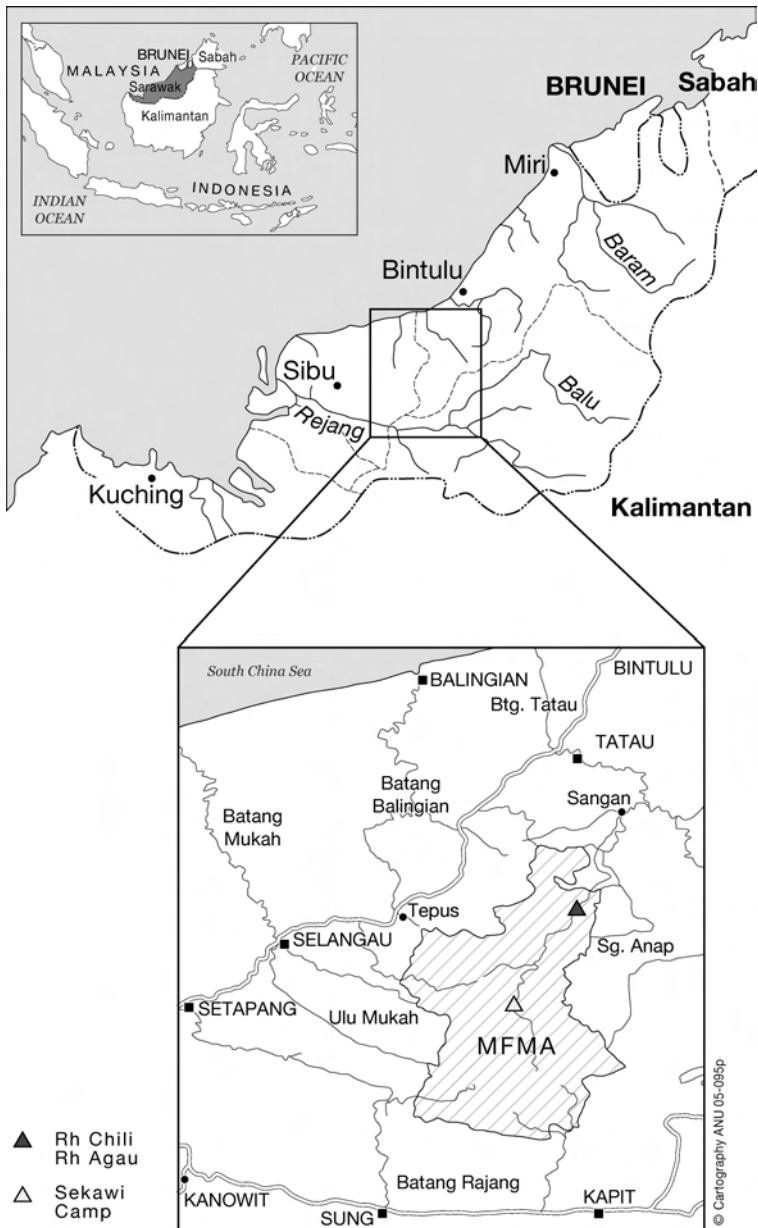 PACIFIC
OCEAN
BRUNEI
Sabah
MALAYSIA
Sarawak
Kalimantan
INDONESIA
INDIAN
OCEAN
BRUNEI
Sabah
Miri
Baram
Bintulu
Sibu
Balu
Rejang
Kuching
Kalimantan
South China Sea
BINTULU
BALINGIAN
Btg. Tatau
TATAU
Batang
Balingian
Sangan
Batang
Mukah
Tepus
SELANGAU
Sg. Anap
SETAPANG
Ulu Mukah
MFMA
Rh Chili
Rh Agau
Sekawi
Camp
KANOWIT
Batang Rajang
SUNG
KAPIT
© Cartography ANU 05-095p